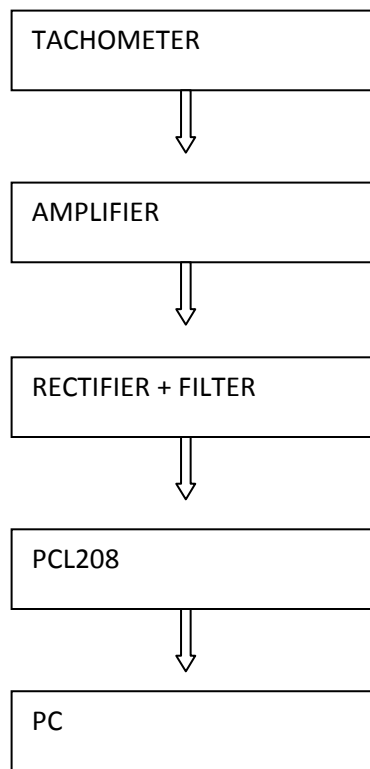 TACHOMETER
AMPLIFIER
RECTIFIER + FILTER
PCL208
PC